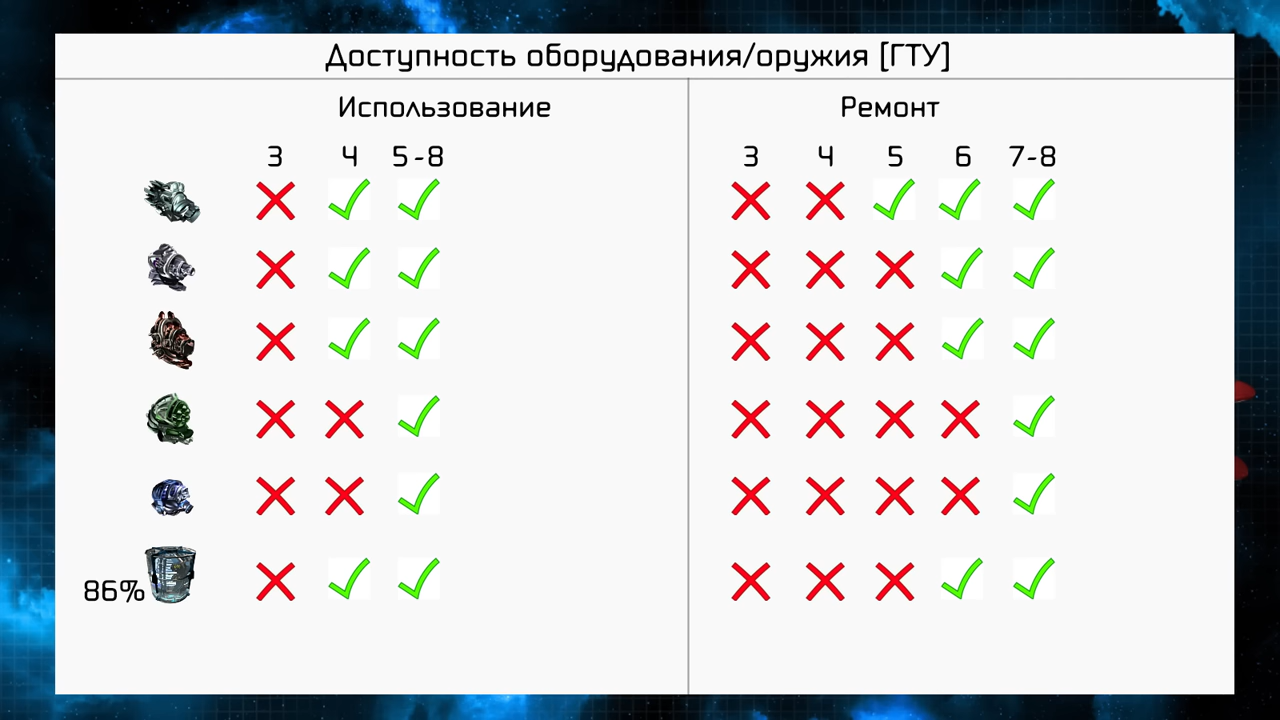 Доступность оборудования/оружия [ГТУ]
Использование
Ремонт
3 4 5-8
3 4 5 6 7-8
86%